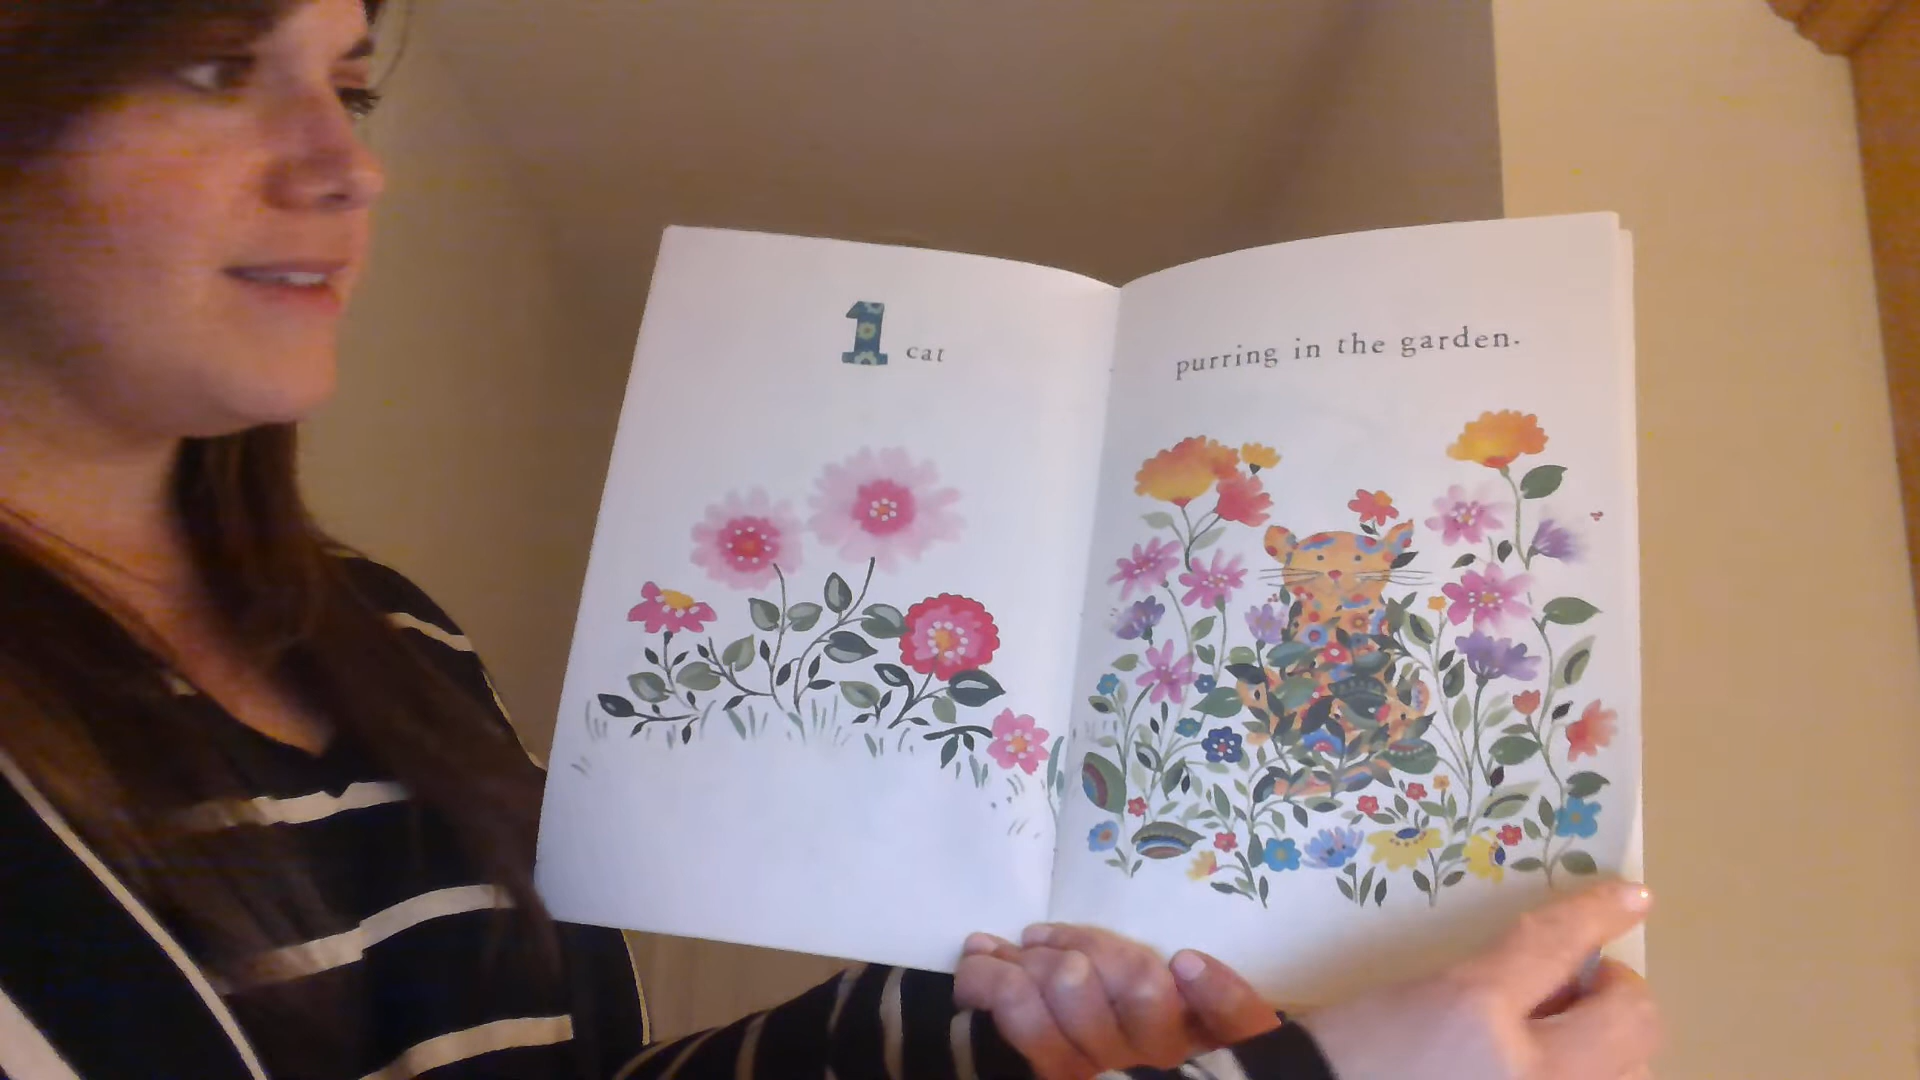 1 cat
purring in the garden.